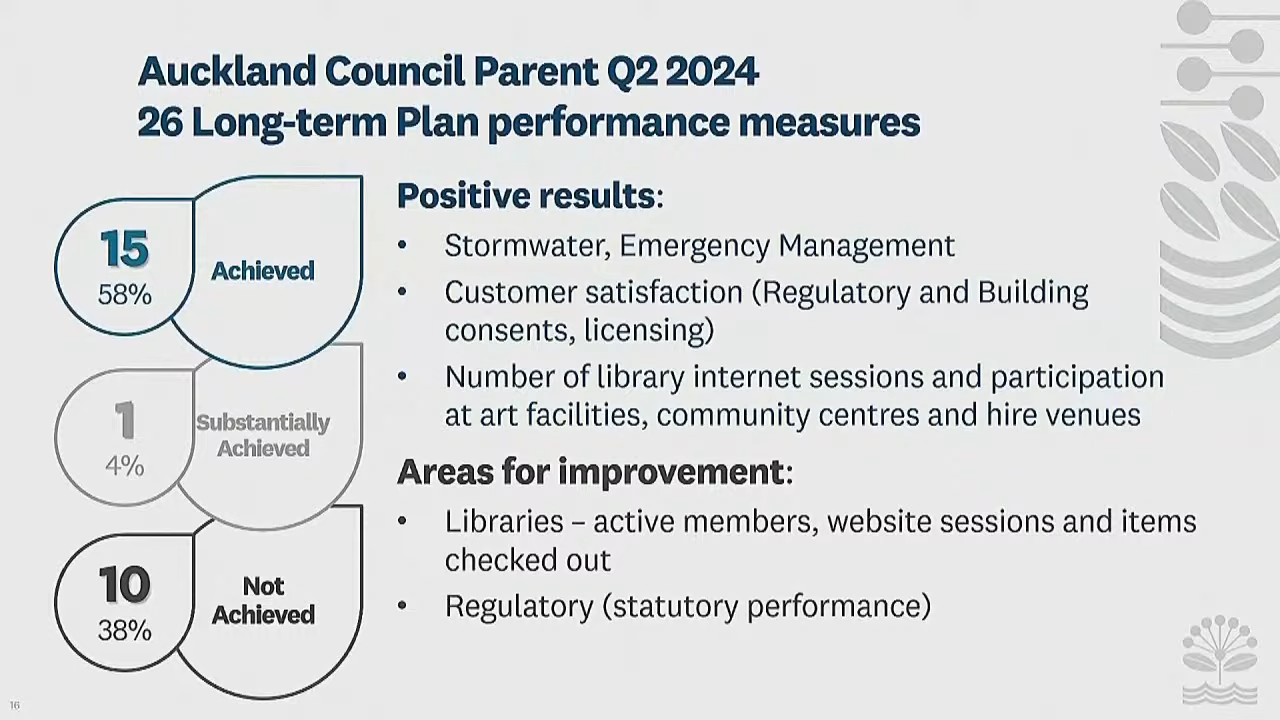 Auckland Council Parent Q2 2024
26 Long-term Plan performance measures
15
58%
Achieved
1
4%
Substantially
Achieved
10
38%
Not
Achieved
Positive results:
• Stormwater, Emergency Management
• Customer satisfaction (Regulatory and Building
consents, licensing)
• Number of library internet sessions and participation
at art facilities, community centres and hire venues
Areas for improvement:
• Libraries – active members, website sessions and items
checked out
• Regulatory (statutory performance)
16